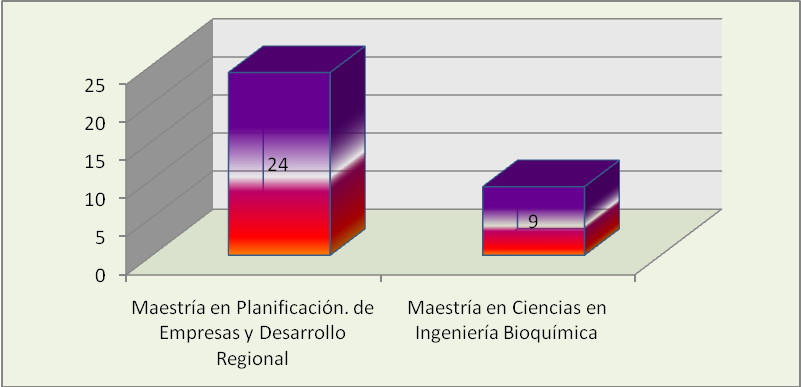 25
20
15
10
5
0
24
9
Maestría en Planificación. de
Empresas y Desarrollo
Regional
Maestría en Ciencias en
Ingeniería Bioquímica